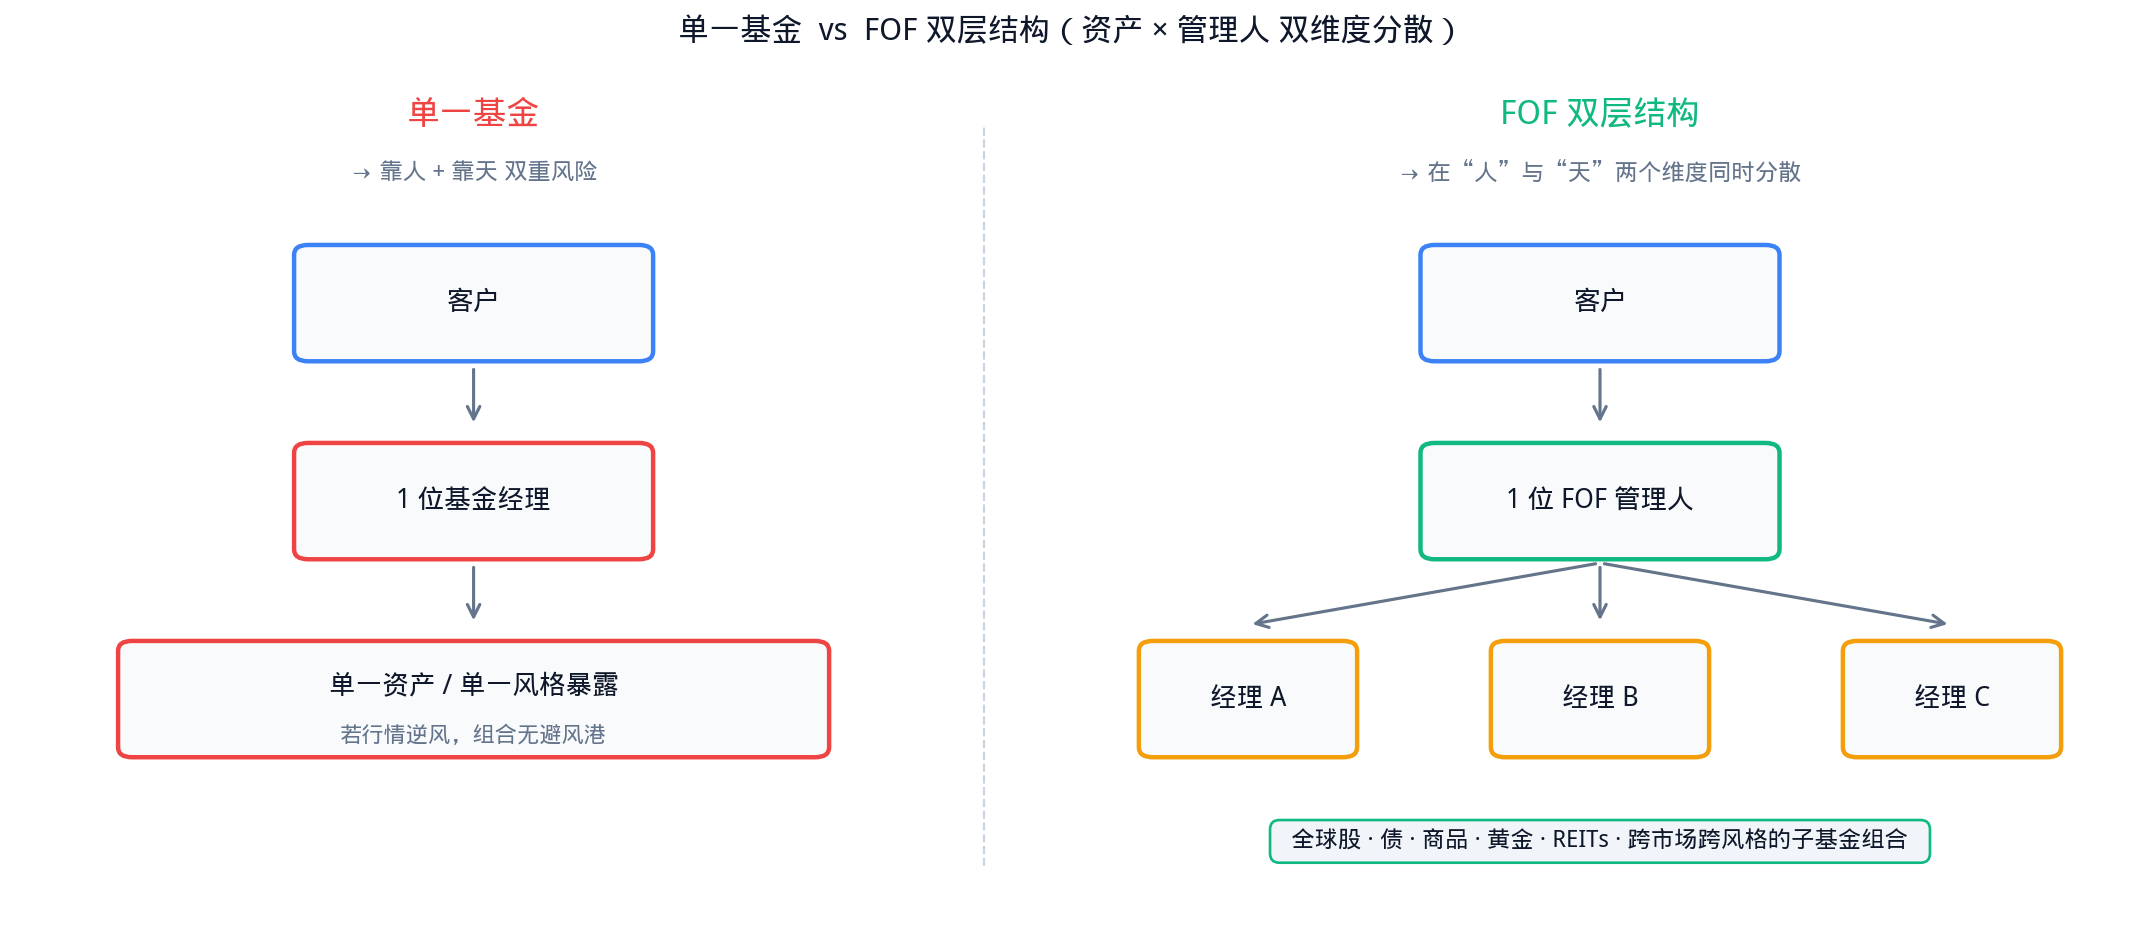 单一基金 vs FOF 双层结构（资产 × 管理人 双维度分散）
单一基金
→ 靠人 + 靠天 双重风险
客户
1 位基金经理
单一资产 / 单一风格暴露
若行情逆风，组合无避风港
FOF 双层结构
→ 在“人”与“天”两个维度同时分散
客户
1 位 FOF 管理人
经理 A
经理 B
经理 C
全球股 · 债 · 商品 · 黄金 · REITs · 跨市场跨风格的子基金组合